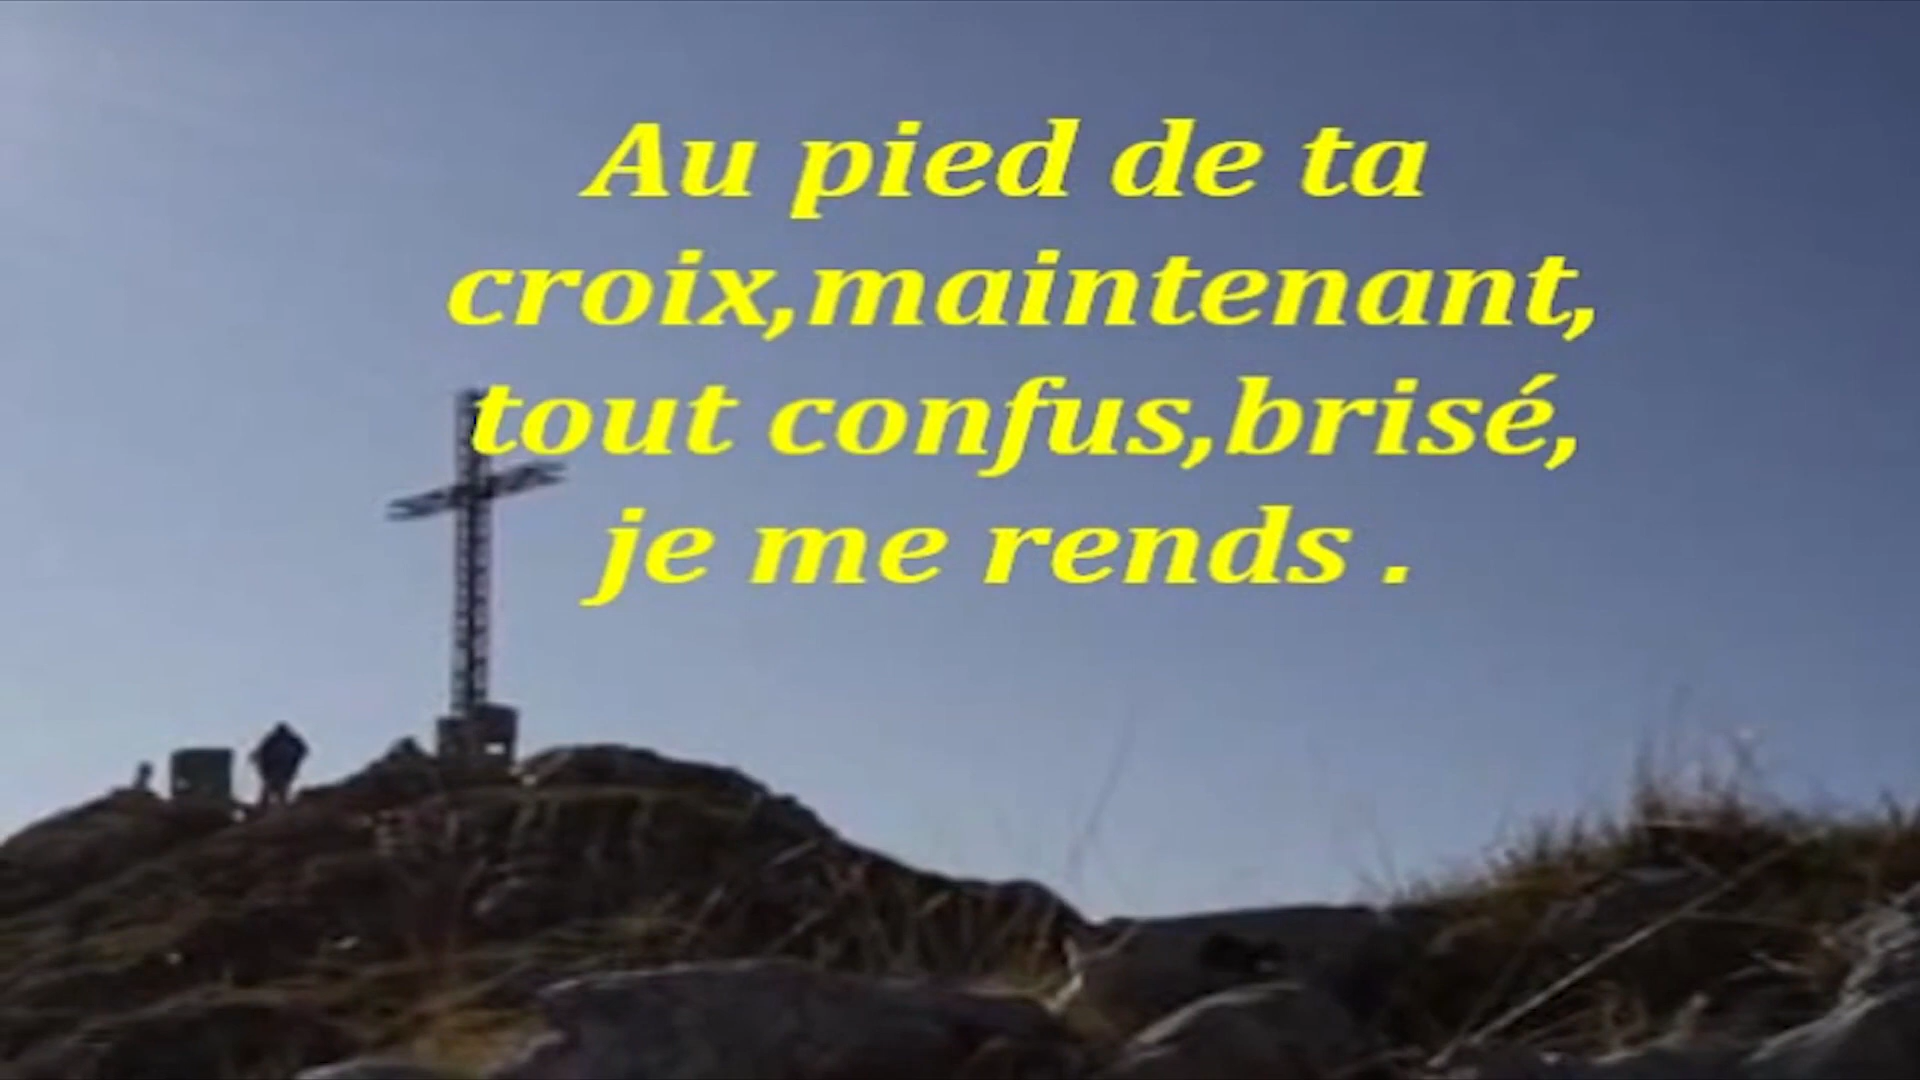 Au pied de ta
croix,maintenant,
tout confus,brisé,
je me rends .